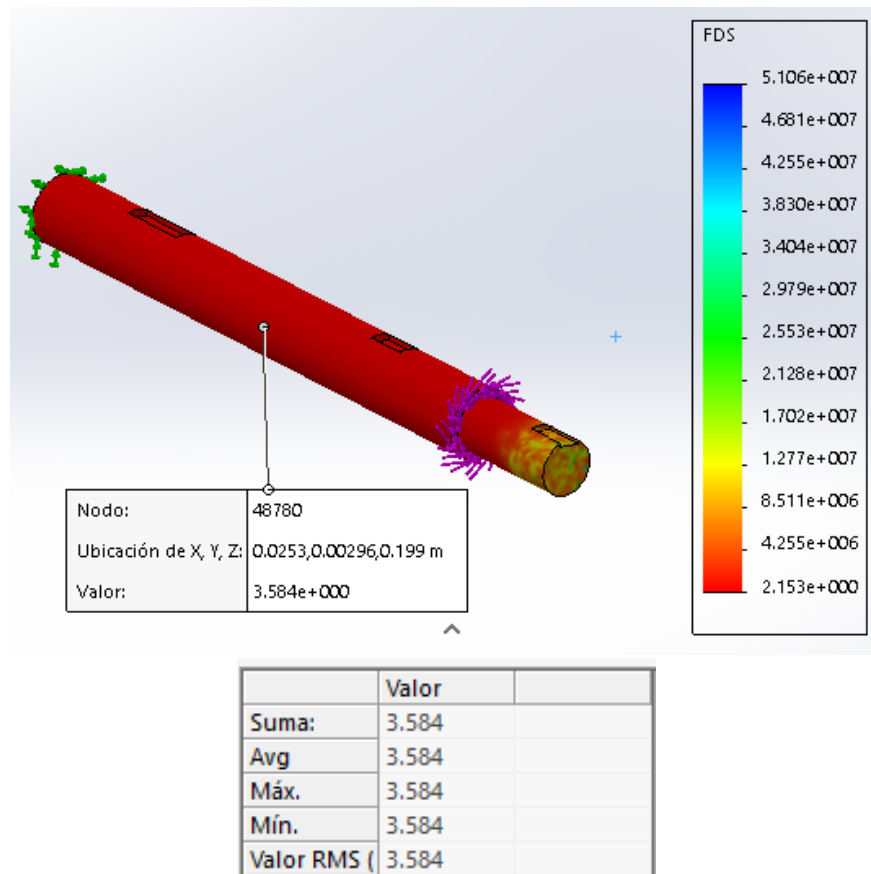 FDS
5.106e+007
4.681e+007
4.255e+007
3.830e+007
3.404e+007
2.979e+007
2.553e+007
2.128e+007
1.702e+007
1.277e+007
8.511e+006
4.255e+006
2.153e+000
Nodo: 48780
Ubicación de X, Y, Z: 0.0253,0.00296,0.199 m
Valor: 3.584e+000
Valor
Suma: 3.584
Avg 3.584
Máx. 3.584
Mín. 3.584
Valor RMS ( 3.584